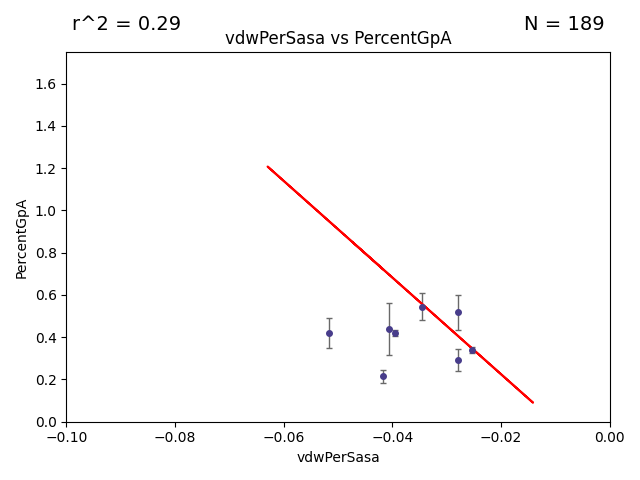 r^2 = 0.29
N = 189
vdwPerSasa vs PercentGpA
PercentGpA
1.6
1.4
1.2
1.0
0.8
0.6
0.4
0.2
0.0
−0.10 −0.08 −0.06 −0.04 −0.02 0.00
vdwPerSasa